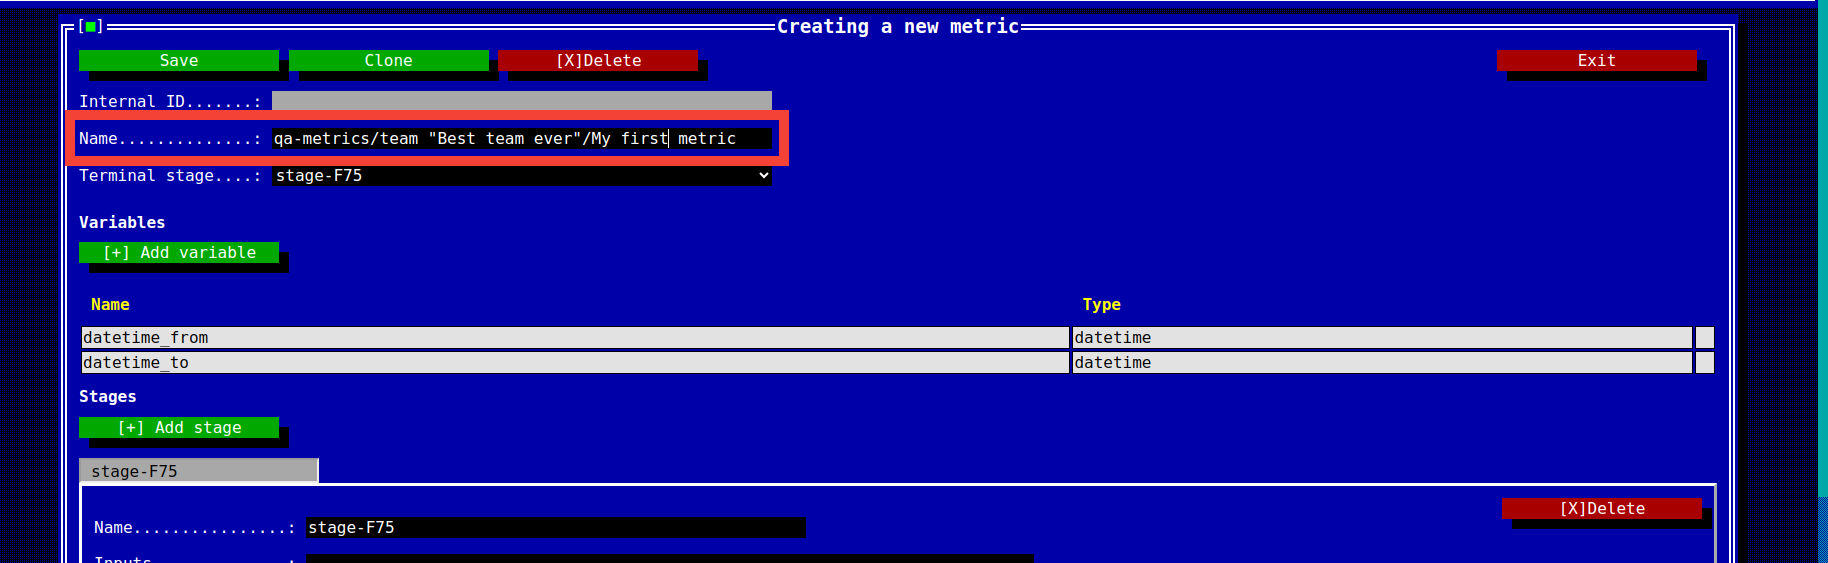 [■] Creating a new metric
Save Clone [X]Delete Exit
Internal ID.......:
Name..............: qa-metrics/team "Best team ever"/My first metric
Terminal stage....: stage-F75
Variables
[+] Add variable
Name Type
datetime_from datetime
datetime_to datetime
Stages
[+] Add stage
stage-F75
[X]Delete
Name................: stage-F75
Inputs..............: